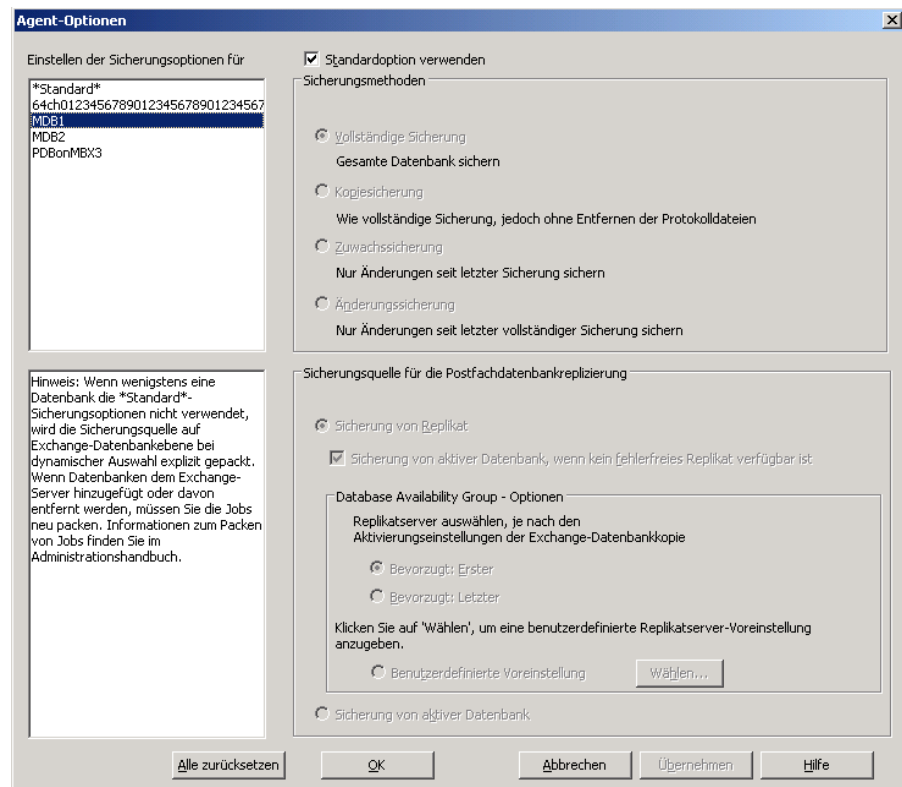 Agent-Optionen
Einstellen der Sicherungsoptionen für
*Standard*
64ch0123456789012345678901234567
MDB1
MDB2
PDBonMBX3
Hinweis: Wenn wenigstens eine
Datenbank die *Standard*-
Sicherungsoptionen nicht verwendet,
wird die Sicherungsquelle auf
Exchange-Datenbankebene bei
dynamischer Auswahl explizit gepackt.
Wenn Datenbanken dem Exchange-
Server hinzugefügt oder davon
entfernt werden, müssen Sie die Jobs
neu packen. Informationen zum Packen
von Jobs finden Sie im
Administrationshandbuch.
Standardoption verwenden
Sicherungsmethoden
Vollständige Sicherung
Gesamte Datenbank sichern
Kopiesicherung
Wie vollständige Sicherung, jedoch ohne Entfernen der Protokolldateien
Zuwachssicherung
Nur Änderungen seit letzter Sicherung sichern
Änderungssicherung
Nur Änderungen seit letzter vollständiger Sicherung sichern
Sicherungsquelle für die Postfachdatenbankreplizierung
Sicherung von Replikat
Sicherung von aktiver Datenbank, wenn kein fehlerfreies Replikat verfügbar ist
Database Availability Group - Optionen
Replikatserver auswählen, je nach den
Aktivierungseinstellungen der Exchange-Datenbankkopie
Bevorzugt: Erster
Bevorzugt: Letzter
Klicken Sie auf 'Wählen', um eine benutzerdefinierte Replikatserver-Voreinstellung
anzugeben.
Benutzerdefinierte Voreinstellung
Wählen...
Sicherung von aktiver Datenbank
Alle zurücksetzen
OK
Abbrechen
Übernehmen
Hilfe